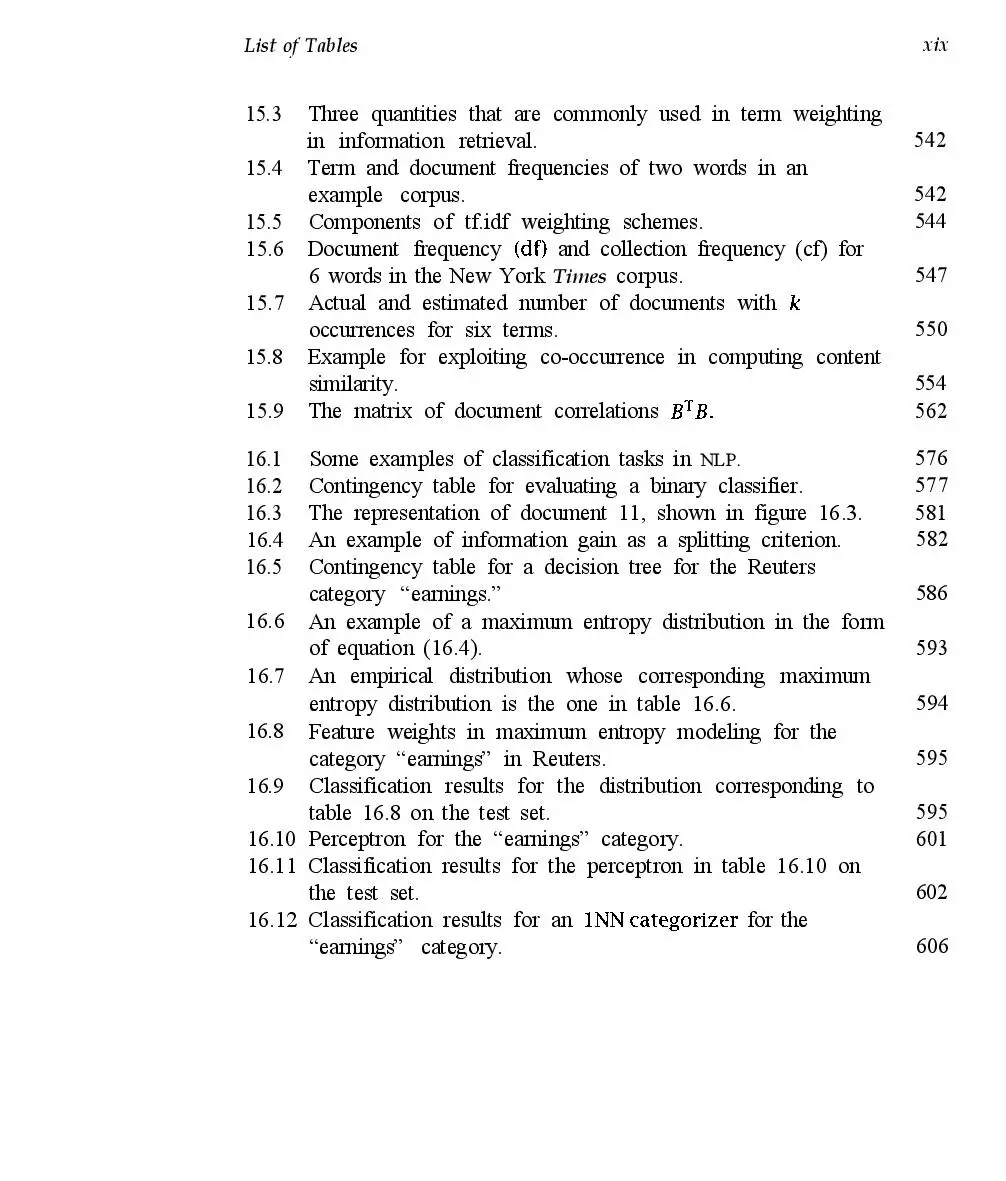 List of Tables xix
15.3 Three quantities that are commonly used in term weighting
in information retrieval. 542
15.4 Term and document frequencies of two words in an
example corpus. 542
15.5 Components of tf.idf weighting schemes. 544
15.6 Document frequency (df) and collection frequency (cf) for
6 words in the New York Times corpus. 547
15.7 Actual and estimated number of documents with k
occurrences for six terms. 550
15.8 Example for exploiting co-occurrence in computing content
similarity. 554
15.9 The matrix of document correlations BᵀB. 562
16.1 Some examples of classification tasks in NLP. 576
16.2 Contingency table for evaluating a binary classifier. 577
16.3 The representation of document 11, shown in figure 16.3. 581
16.4 An example of information gain as a splitting criterion. 582
16.5 Contingency table for a decision tree for the Reuters
category “earnings.” 586
16.6 An example of a maximum entropy distribution in the form
of equation (16.4). 593
16.7 An empirical distribution whose corresponding maximum
entropy distribution is the one in table 16.6. 594
16.8 Feature weights in maximum entropy modeling for the
category “earnings” in Reuters. 595
16.9 Classification results for the distribution corresponding to
table 16.8 on the test set. 595
16.10 Perceptron for the “earnings” category. 601
16.11 Classification results for the perceptron in table 16.10 on
the test set. 602
16.12 Classification results for an 1NN categorizer for the
“earnings” category. 606